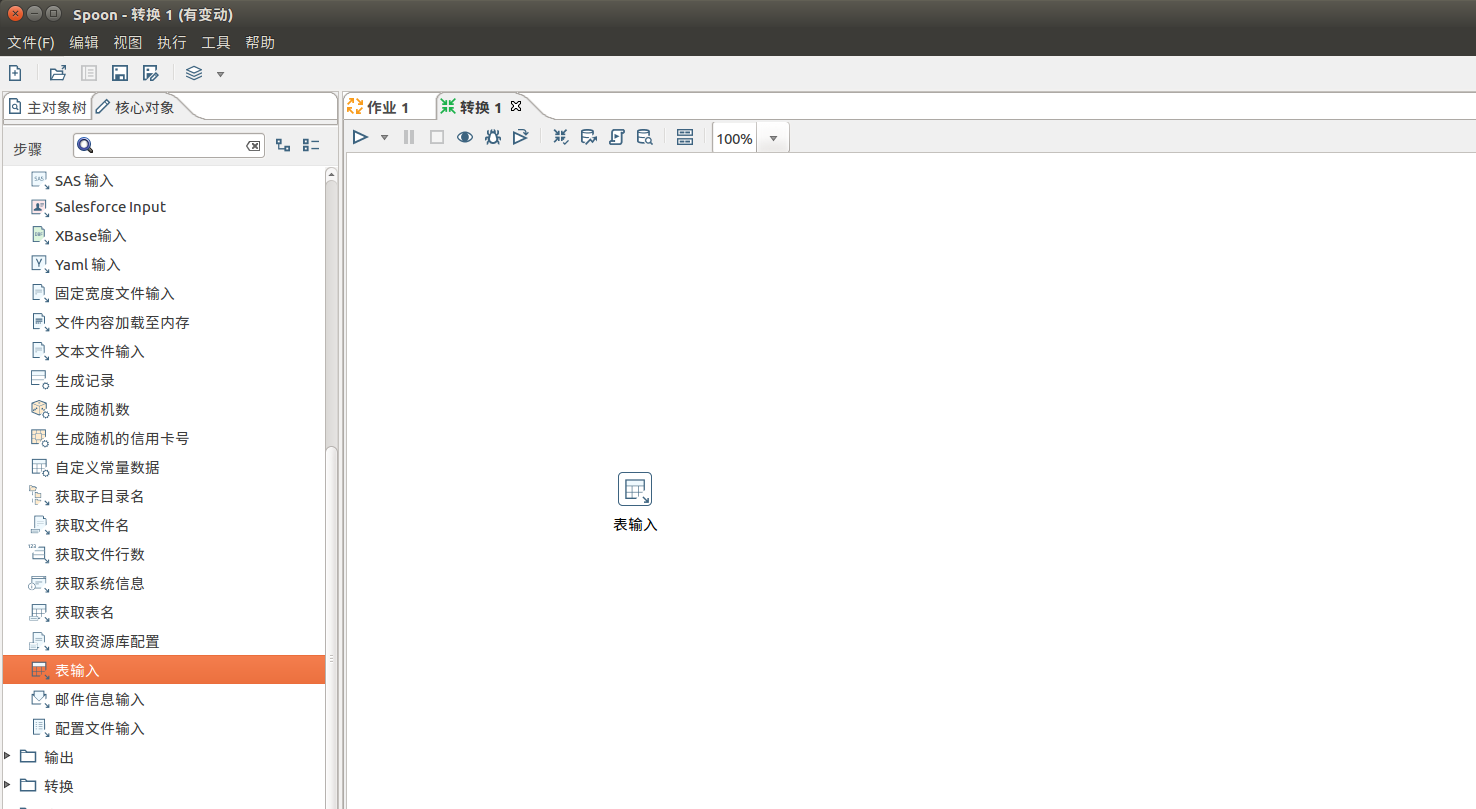 Spoon - 转换 1 (有变动)
文件(F) 编辑 视图 执行 工具 帮助
主对象树 核心对象
步骤
SAS 输入
Salesforce Input
XBase输入
Yaml 输入
固定宽度文件输入
文件内容加载至内存
文本文件输入
生成记录
生成随机数
生成随机的信用卡号
自定义常量数据
获取子目录名
获取文件名
获取文件行数
获取系统信息
获取表名
获取资源库配置
表输入
邮件信息输入
配置文件输入
输出
转换
作业 1 转换 1
100%
表输入